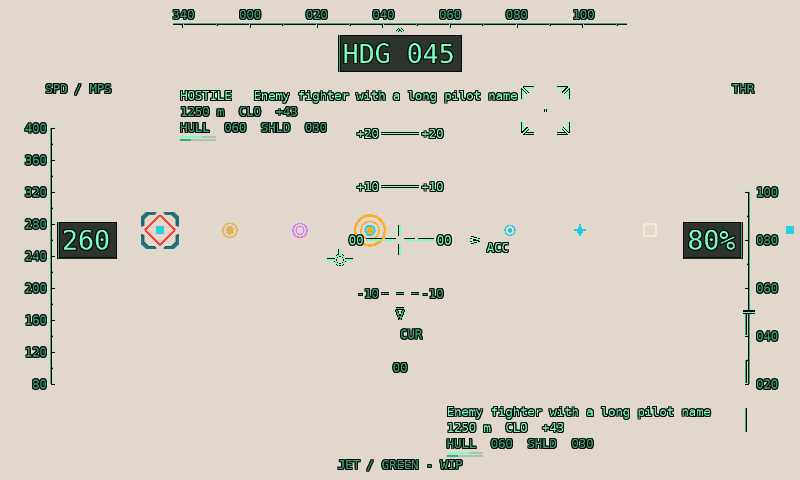 340 000 020 040 060 080 100
HDG 045
SPD / MPS
THR
HOSTILE Enemy fighter with a long pilot name
1250 m CLO +43
HULL 060 SHLD 030
400
360
320
280
240
200
160
120
80
260
+20 +20
+10 +10
00 00
-10 -10
ACC
CUR
00
100
080
060
040
020
80%
Enemy fighter with a long pilot name
1250 m CLO +43
HULL 060 SHLD 030
JET / GREEN - WIP